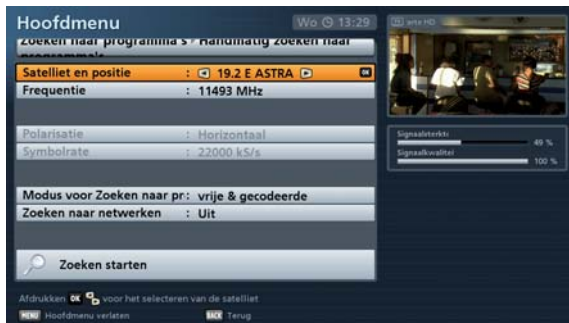 Hoofdmenu
Wo 13:29
arte HD
Zoeken naar programma's Handmatig zoeken naar
programma's
Satelliet en positie : 19.2 E ASTRA OK
Frequentie : 11493 MHz
Polarisatie : Horizontaal
Symbolrate : 22000 kS/s
Modus voor Zoeken naar pr: vrije & gecodeerde
Zoeken naar netwerken : Uit
Zoeken starten
Afdrukken OK voor het selecteren van de satelliet
MENU Hoofdmenu verlaten
BACK Terug
Signaalsterkte
49 %
Signaalkwalitei
100 %